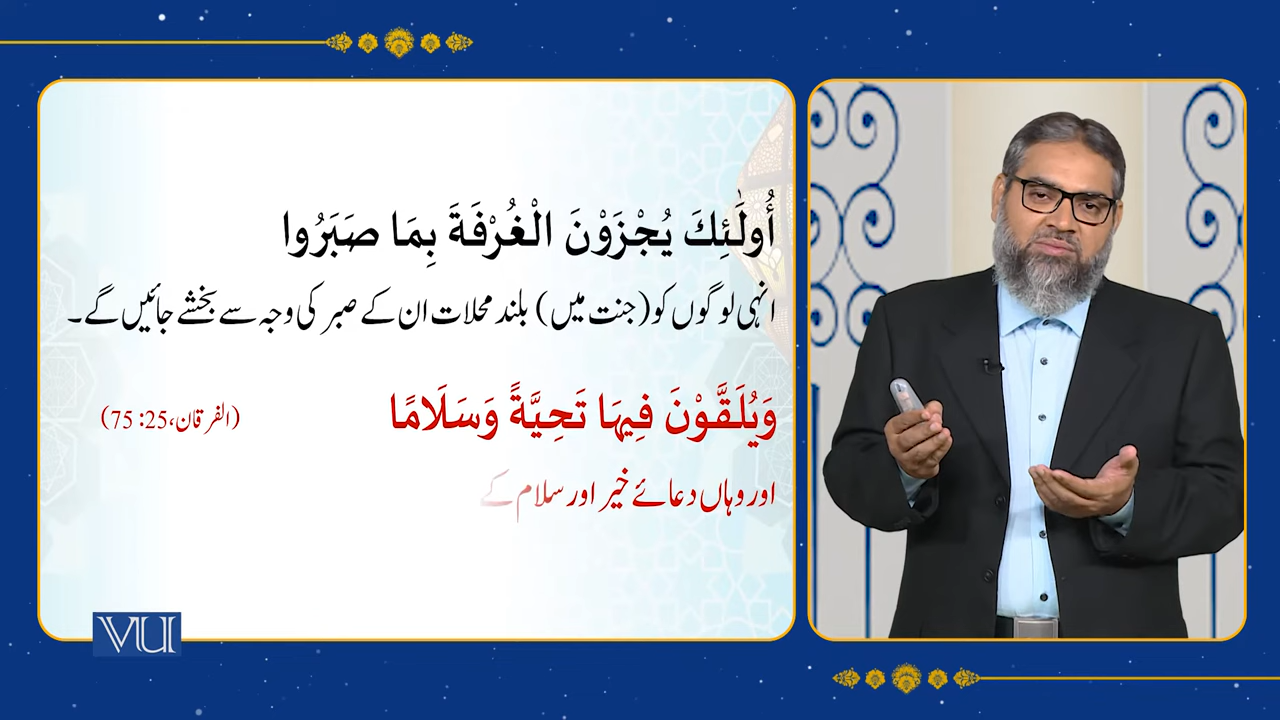 أُولَٰئِكَ يُجْزَوْنَ الْغُرْفَةَ بِمَا صَبَرُوا
انہی لوگوں کو (جنت میں) بلند محلات ان کے صبر کی وجہ سے بخشے جائیں گے۔
وَيُلَقَّوْنَ فِيهَا تَحِيَّةً وَسَلَامًا (الفرقان،25: 75)
اور وہاں دعائے خیر اور سلام کے
VU